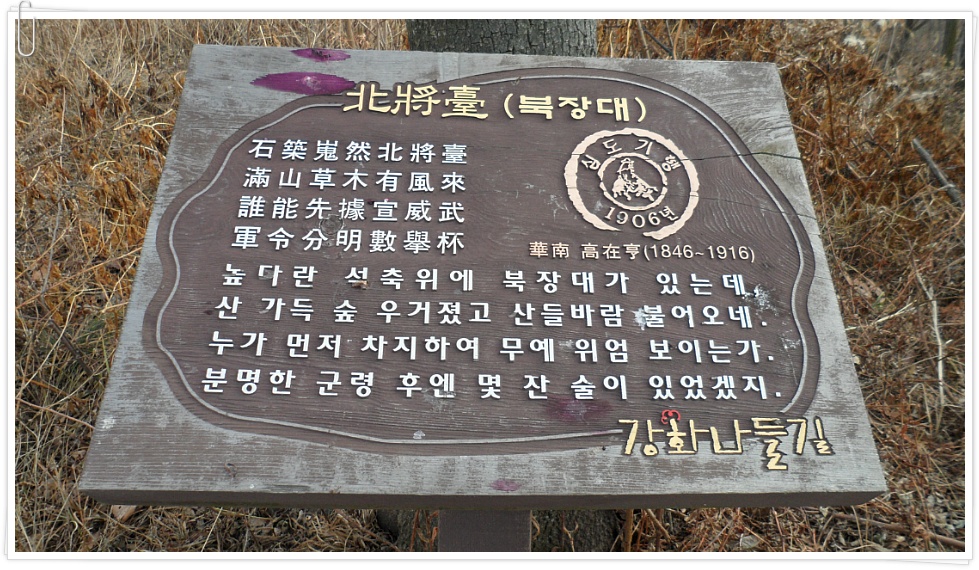 北將臺 (북장대)
石築嵬然北將臺
滿山草木有風來
誰能先據宣威武
軍令分明數擧杯
심도기행
1906년
華南 高在亨(1846~1916)
높다란 석축위에 북장대가 있는데,
산 가득 숲 우거졌고 산들바람 불어오네.
누가 먼저 차지하여 무예 위엄 보이는가.
분명한 군령 후엔 몇 잔 술이 있었겠지.
강화나들길